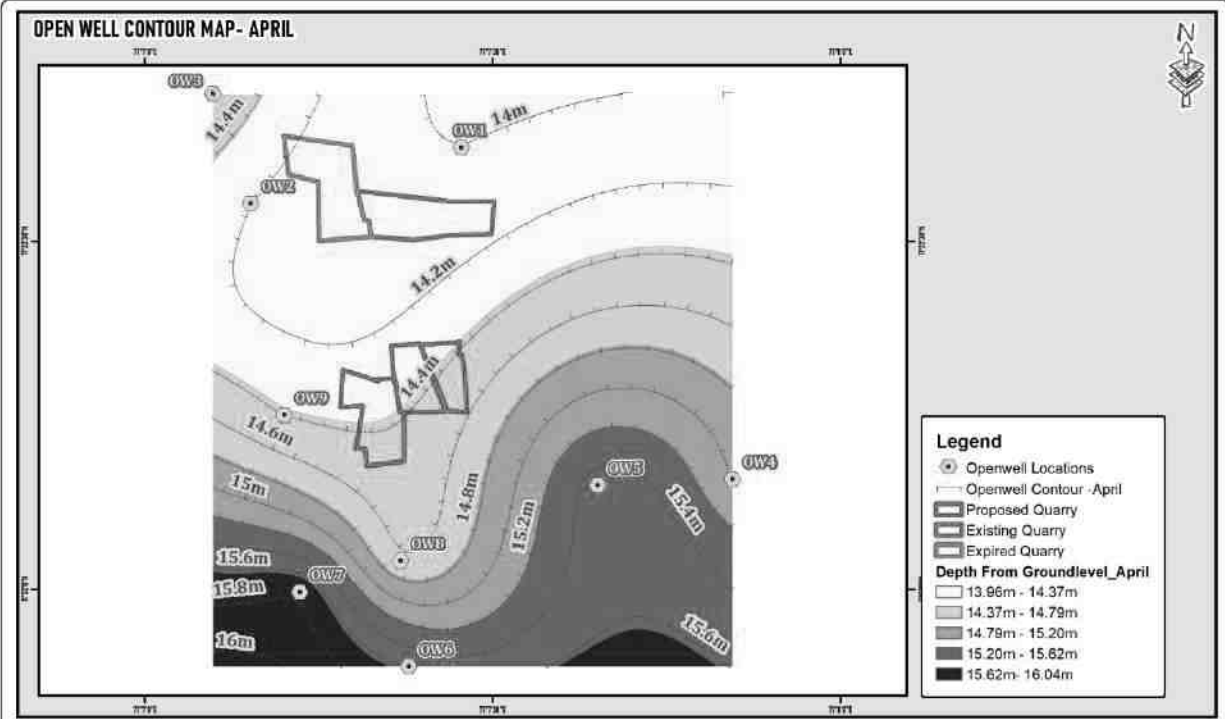 OPEN WELL CONTOUR MAP- APRIL
N
OW3
14.4m
14m
OW1
OW2
14.2m
14.4m
OW9
14.6m
OW5
OW4
15m
14.8m
15.2m
15.4m
OW8
15.6m
15.8m
OW7
16m
OW6
15.6m
Legend
Openwell Locations
Openwell Contour -April
Proposed Quarry
Existing Quarry
Expired Quarry
Depth From Groundlevel_April
13.96m - 14.37m
14.37m - 14.79m
14.79m - 15.20m
15.20m - 15.62m
15.62m- 16.04m